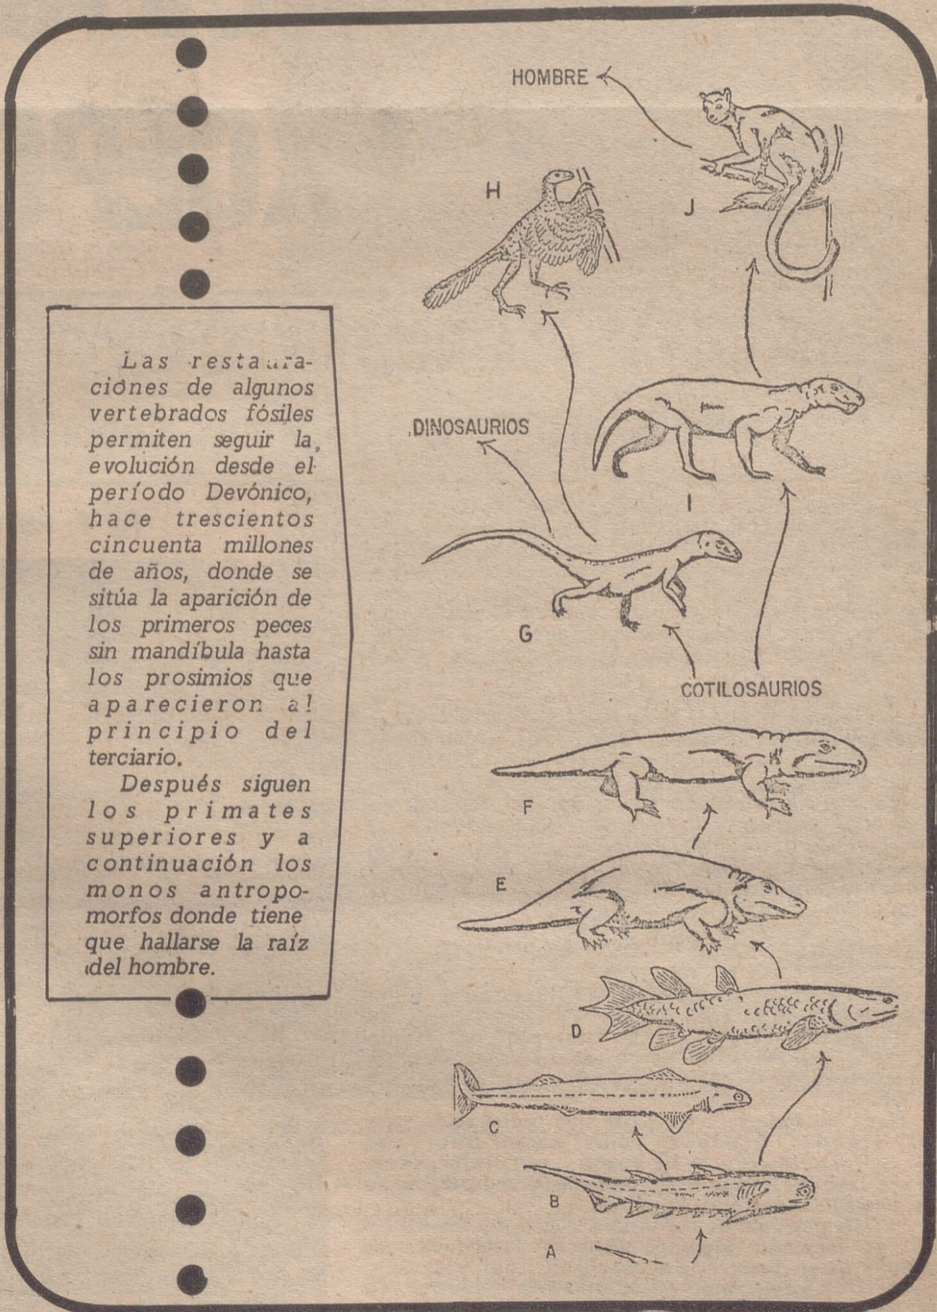 HOMBRE
H
J
Las restaura-
ciones de algunos
vertebrados fósiles
permiten seguir la
evolución desde el
período Devónico,
hace trescientos
cincuenta millones
de años, donde se
sitúa la aparición de
los primeros peces
sin mandíbula hasta
los prosimios que
aparecieron al
principio del
terciario.
Después siguen
los primates
superiores y a
continuación los
monos antropo-
morfos donde tiene
que hallarse la raíz
del hombre.
DINOSAURIOS
I
G
COTILOSAURIOS
F
E
D
C
B
A